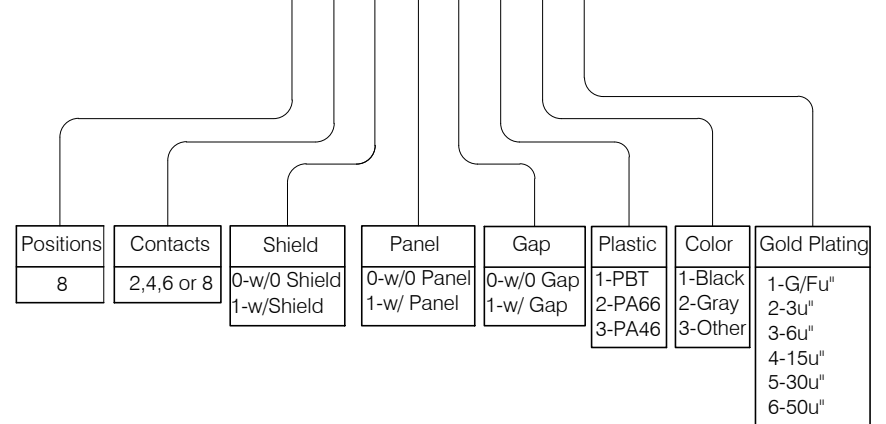 Positions
8
Contacts
2,4,6 or 8
Shield
0-w/0 Shield
1-w/Shield
Panel
0-w/0 Panel
1-w/ Panel
Gap
0-w/0 Gap
1-w/ Gap
Plastic
1-PBT
2-PA66
3-PA46
Color
1-Black
2-Gray
3-Other
Gold Plating
1-G/Fu"
2-3u"
3-6u"
4-15u"
5-30u"
6-50u"